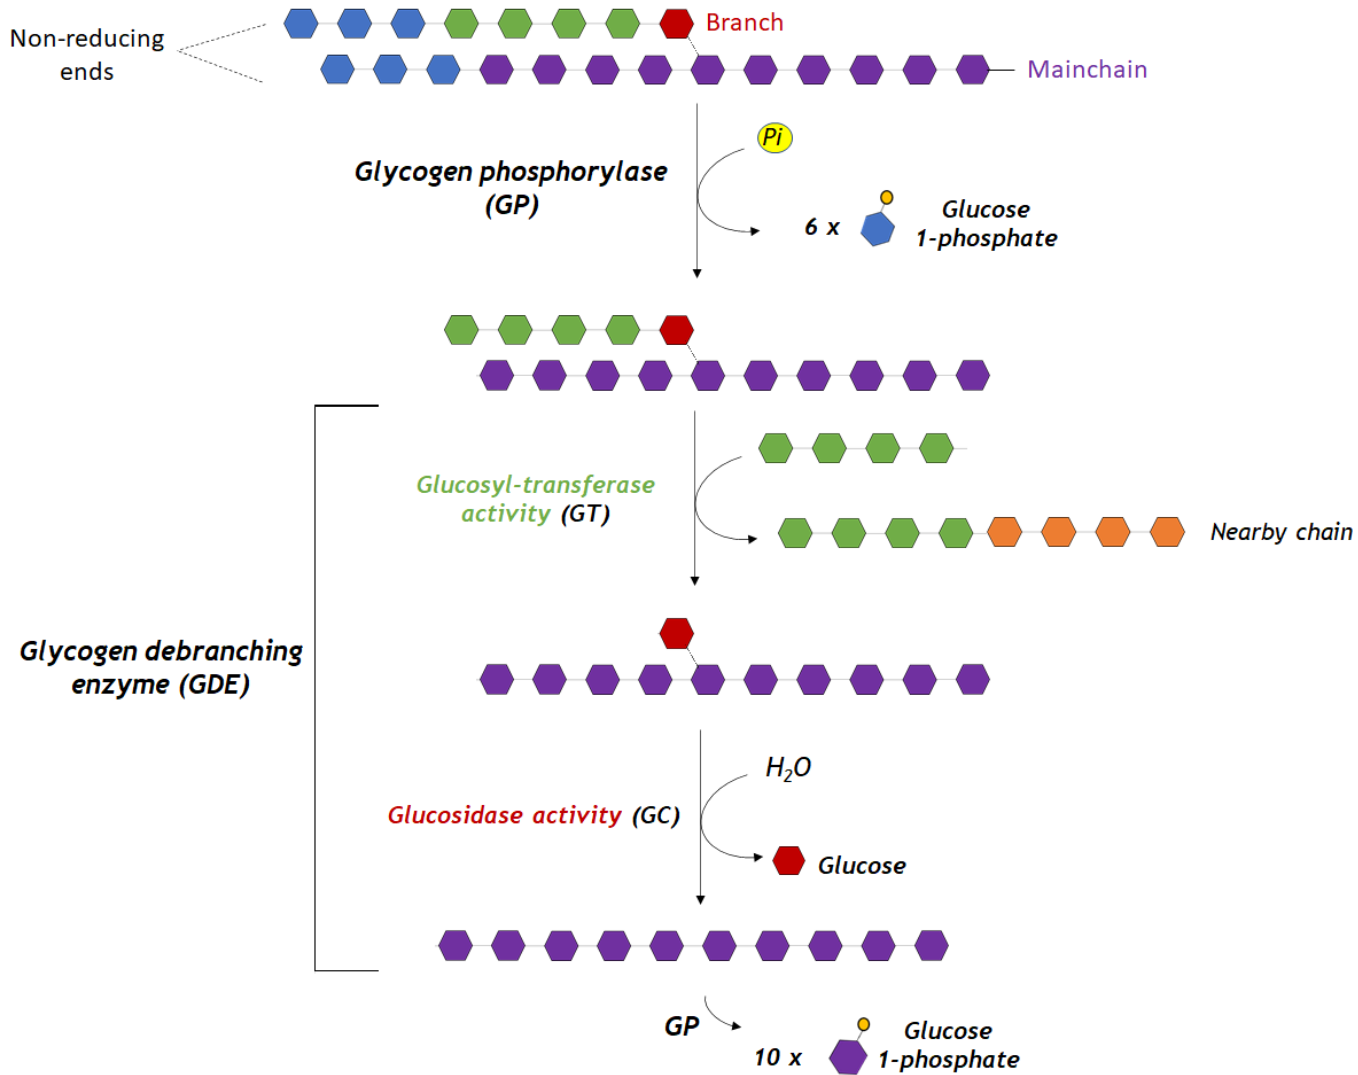 Non-reducing
ends
Branch
Mainchain
Glycogen phosphorylase
(GP)
Pi
6 x
Glucose
1-phosphate
Glucosyl-transferase
activity (GT)
Nearby chain
Glycogen debranching
enzyme (GDE)
H₂O
Glucosidase activity (GC)
Glucose
GP
10 x
Glucose
1-phosphate